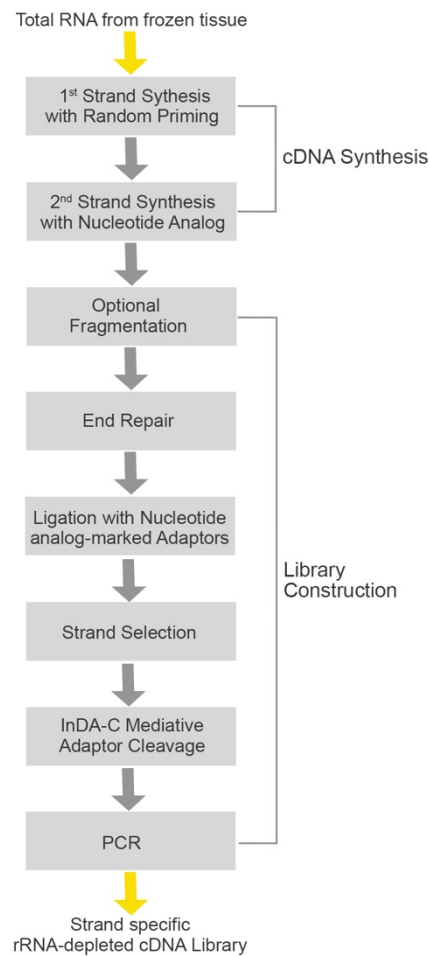 Total RNA from frozen tissue
1st Strand Sythesis
with Random Priming
cDNA Synthesis
2nd Strand Synthesis
with Nucleotide Analog
Optional
Fragmentation
End Repair
Ligation with Nucleotide
analog-marked Adaptors
Library
Construction
Strand Selection
InDA-C Mediative
Adaptor Cleavage
PCR
Strand specific
rRNA-depleted cDNA Library